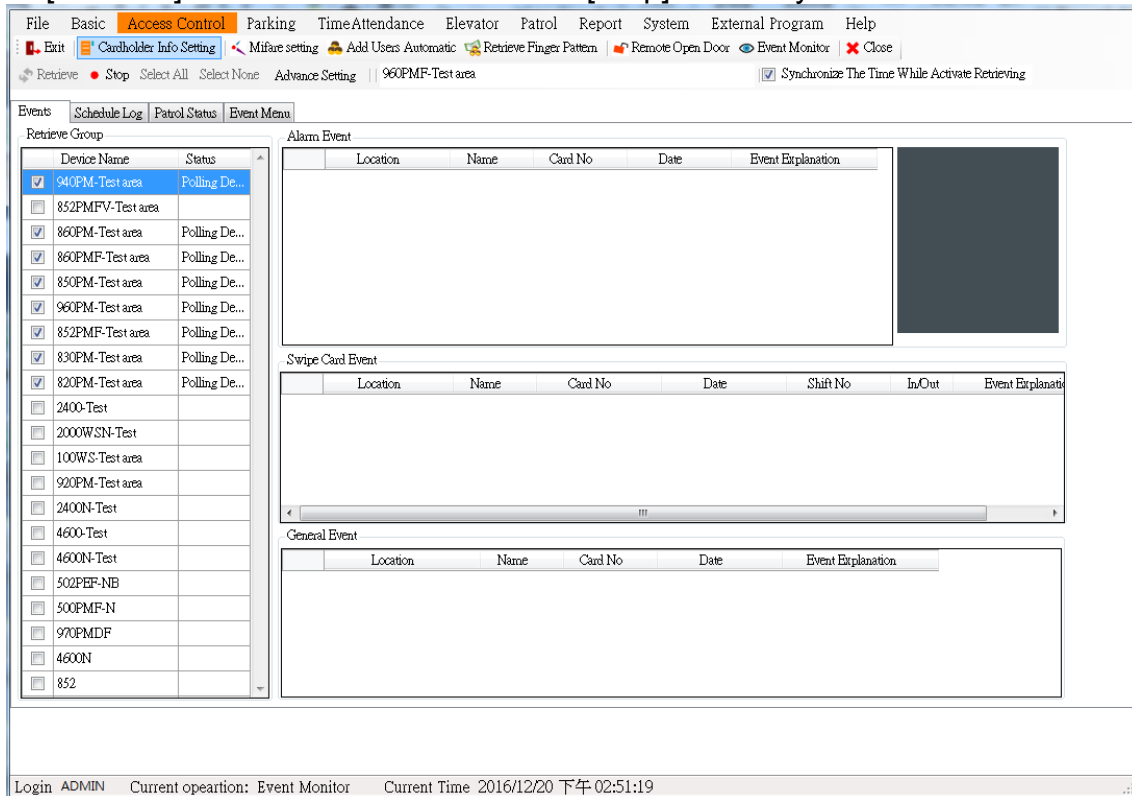 File Basic Access Control Parking TimeAttendance Elevator Patrol Report System External Program Help
Exit Cardholder Info Setting Mifare setting Add Users Automatic Retrieve Finger Pattern Remote Open Door Event Monitor Close
Retrieve Stop Select All Select None Advance Setting 960PMF-Test area Synchronize The Time While Activate Retrieving
Events Schedule Log Patrol Status Event Menu
Retrieve Group
Device Name Status
940PM-Test area Polling De...
852PMFV-Test area
860PM-Test area Polling De...
860PMF-Test area Polling De...
850PM-Test area Polling De...
960PM-Test area Polling De...
852PMF-Test area Polling De...
830PM-Test area Polling De...
820PM-Test area Polling De...
2400-Test
2000WSN-Test
100WS-Test area
920PM-Test area
2400N-Test
4600-Test
4600N-Test
502PEF-NB
500PMF-N
970PMDF
4600N
852
Alarm Event
Location Name Card No Date Event Explanation
Swipe Card Event
Location Name Card No Date Shift No In/Out Event Explanatio
General Event
Location Name Card No Date Event Explanation
Login ADMIN Current opeartion: Event Monitor Current Time 2016/12/20 下午 02:51:19